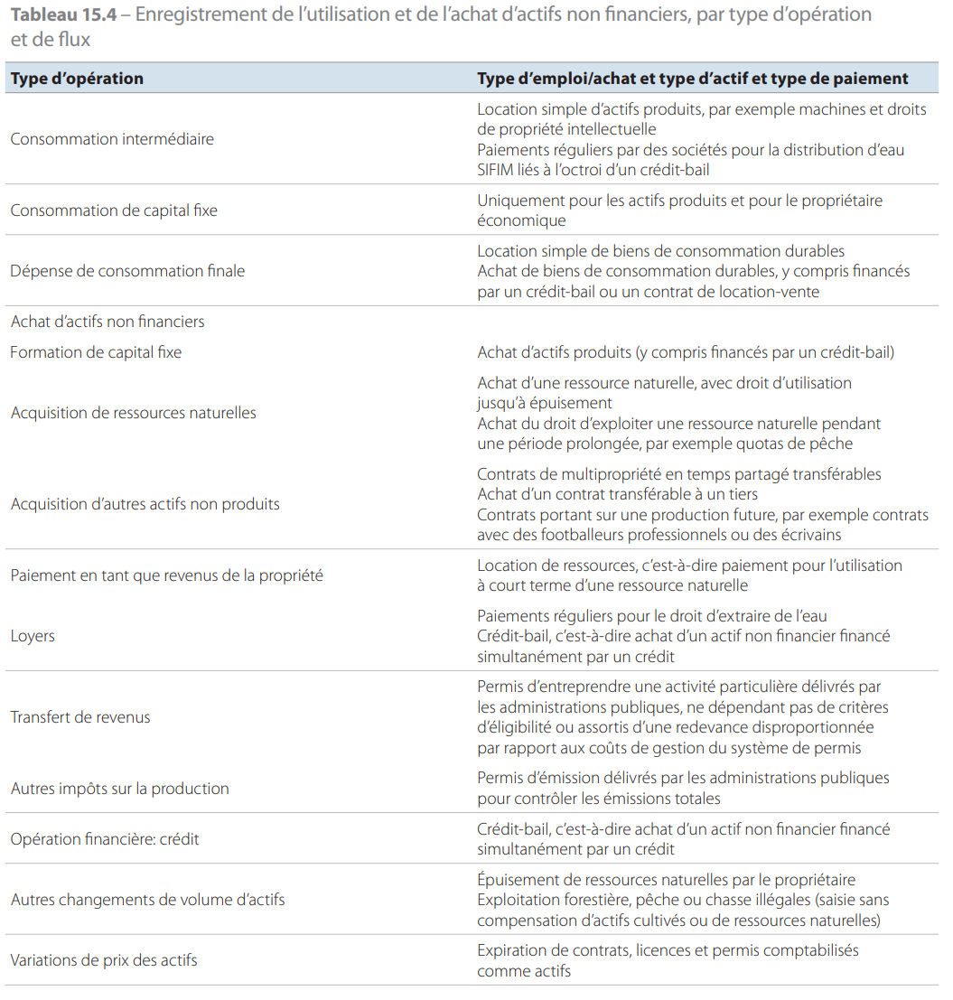 Tableau 15.4 – Enregistrement de l’utilisation et de l’achat d’actifs non financiers, par type d’opération
et de flux
Type d’opération
Type d’emploi/achat et type d’actif et type de paiement
Consommation intermédiaire
Location simple d’actifs produits, par exemple machines et droits
de propriété intellectuelle
Paiements réguliers par des sociétés pour la distribution d’eau
SIFIM liés à l’octroi d’un crédit-bail
Consommation de capital fixe
Uniquement pour les actifs produits et pour le propriétaire
économique
Dépense de consommation finale
Location simple de biens de consommation durables
Achat de biens de consommation durables, y compris financés
par un crédit-bail ou un contrat de location-vente
Achat d’actifs non financiers
Formation de capital fixe
Achat d’actifs produits (y compris financés par un crédit-bail)
Acquisition de ressources naturelles
Achat d’une ressource naturelle, avec droit d’utilisation
jusqu’à épuisement
Achat du droit d’exploiter une ressource naturelle pendant
une période prolongée, par exemple quotas de pêche
Acquisition d’autres actifs non produits
Contrats de multipropriété en temps partagé transférables
Achat d’un contrat transférable à un tiers
Contrats portant sur une production future, par exemple contrats
avec des footballeurs professionnels ou des écrivains
Paiement en tant que revenus de la propriété
Location de ressources, c’est-à-dire paiement pour l’utilisation
à court terme d’une ressource naturelle
Loyers
Paiements réguliers pour le droit d’extraire de l’eau
Crédit-bail, c’est-à-dire achat d’un actif non financier financé
simultanément par un crédit
Transfert de revenus
Permis d’entreprendre une activité particulière délivrés par
les administrations publiques, ne dépendant pas de critères
d’éligibilité ou assortis d’une redevance disproportionnée
par rapport aux coûts de gestion du système de permis
Autres impôts sur la production
Permis d’émission délivrés par les administrations publiques
pour contrôler les émissions totales
Opération financière: crédit
Crédit-bail, c’est-à-dire achat d’un actif non financier financé
simultanément par un crédit
Autres changements de volume d’actifs
Épuisement de ressources naturelles par le propriétaire
Exploitation forestière, pêche ou chasse illégales (saisie sans
compensation d’actifs cultivés ou de ressources naturelles)
Variations de prix des actifs
Expiration de contrats, licences et permis comptabilisés
comme actifs